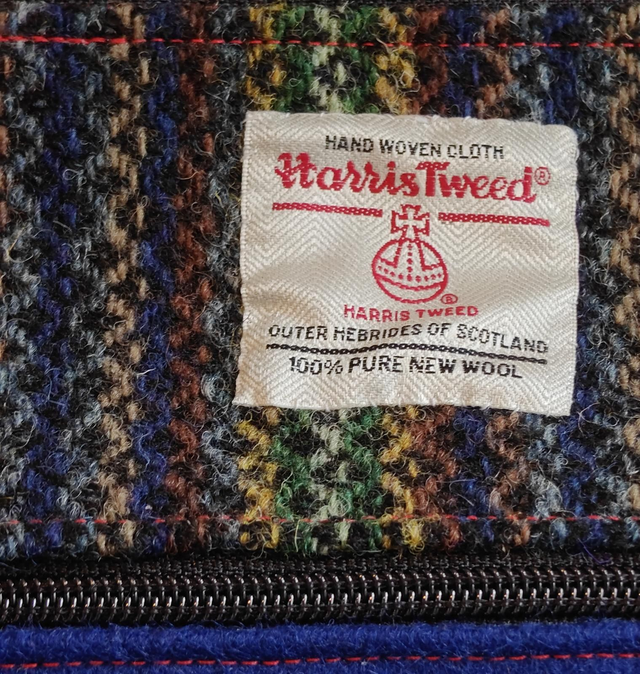 HAND WOVEN CLOTH
Harris Tweed®
®
HARRIS TWEED
OUTER HEBRIDES OF SCOTLAND
100% PURE NEW WOOL